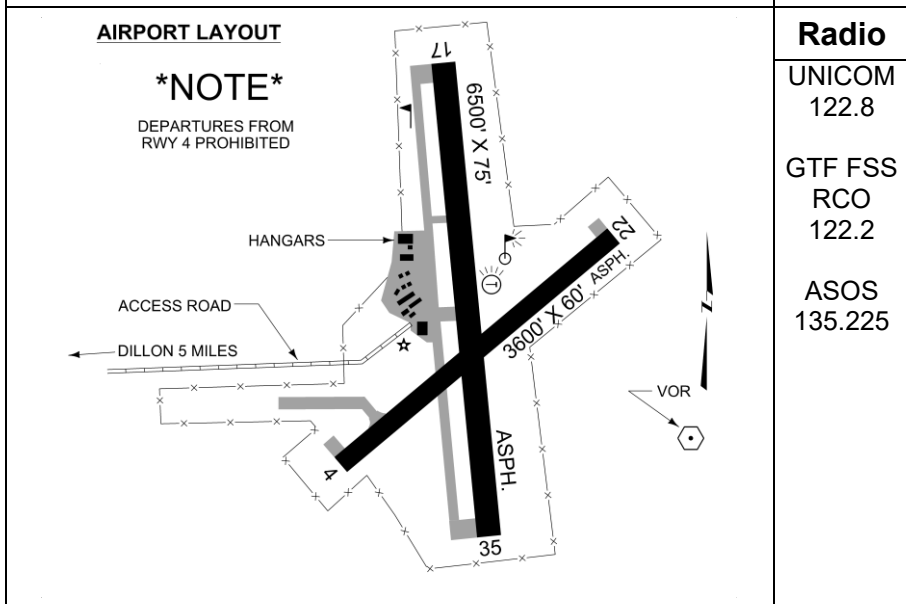 AIRPORT LAYOUT
*NOTE*
DEPARTURES FROM
RWY 4 PROHIBITED
17
6500' X 75'
HANGARS
22
ACCESS ROAD
T
3600' X 60' ASPH.
DILLON 5 MILES
VOR
N
4
ASPH.
35
Radio
UNICOM
122.8
GTF FSS
RCO
122.2
ASOS
135.225